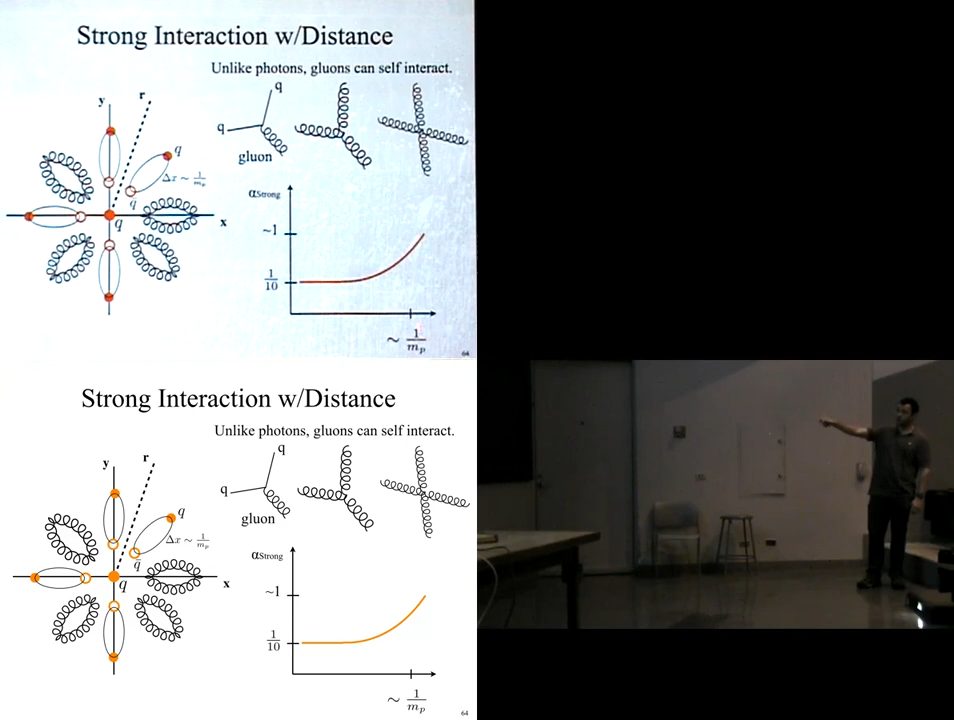 Strong Interaction w/Distance
Unlike photons, gluons can self interact.
y
r
q
Δx ~ 1/m_p
q
q
x
q
q
gluon
αStrong
~1
1/10
~ 1/m_p
64
Strong Interaction w/Distance
Unlike photons, gluons can self interact.
y
r
q
Δx ~ 1/m_p
q
q
x
q
q
gluon
αStrong
~1
1/10
~ 1/m_p
64